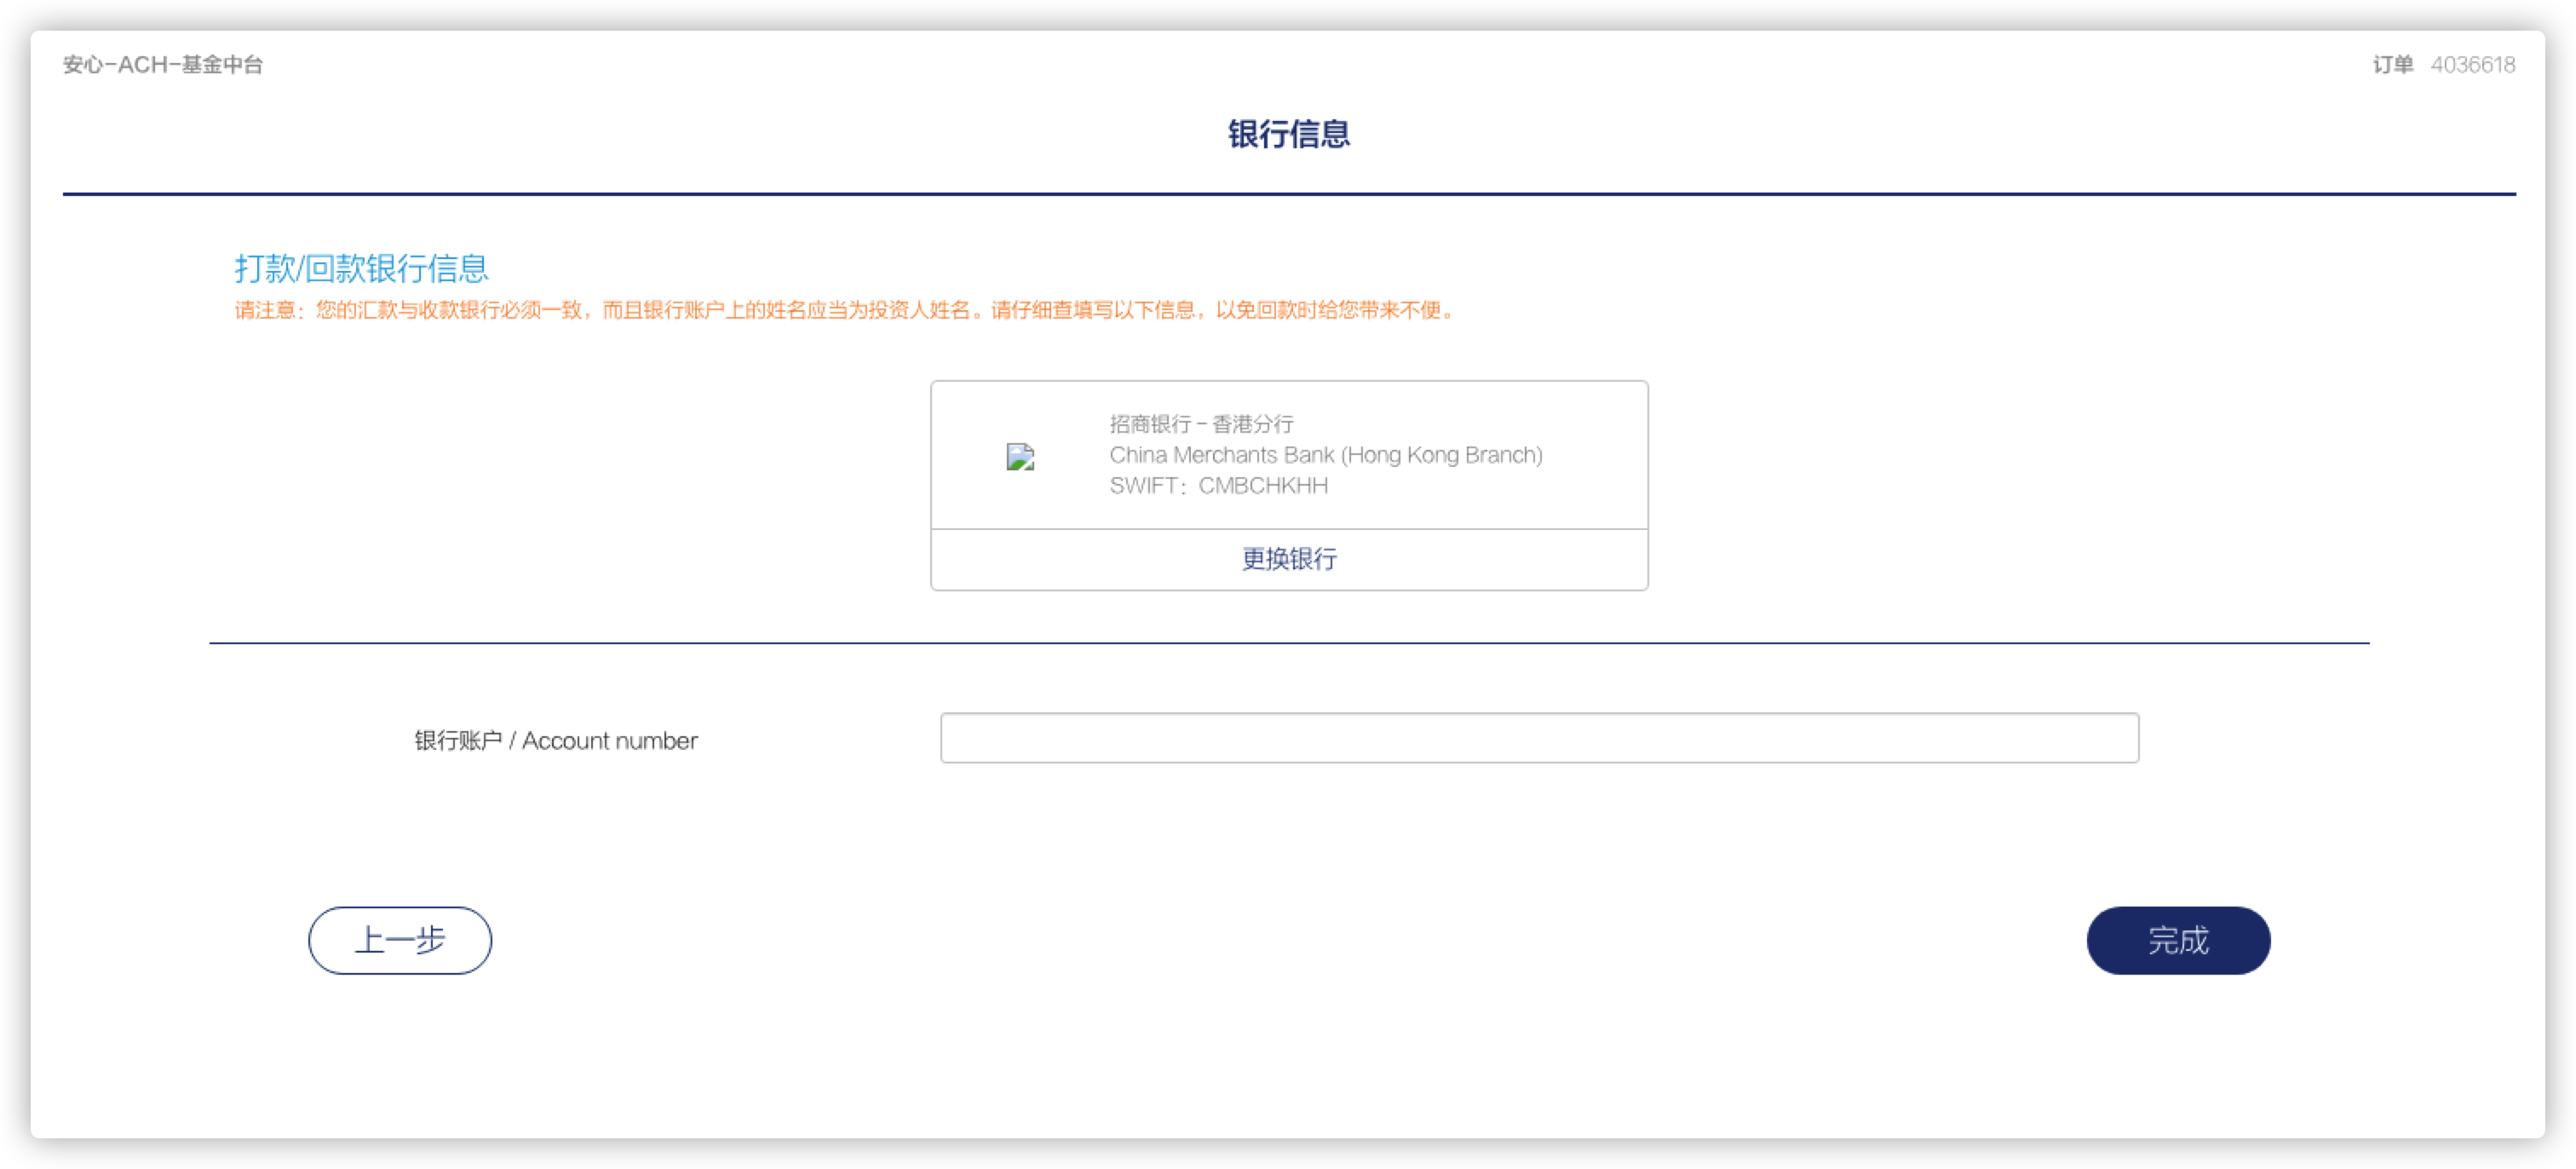 安心-ACH-基金中台
订单 4036618
银行信息
打款/回款银行信息
请注意：您的汇款与收款银行必须一致，而且银行账户上的姓名应当为投资人姓名。请仔细查填写以下信息，以免回款时给您带来不便。
招商银行 - 香港分行
China Merchants Bank (Hong Kong Branch)
SWIFT：CMBCHKHH
更换银行
银行账户 / Account number
上一步
完成